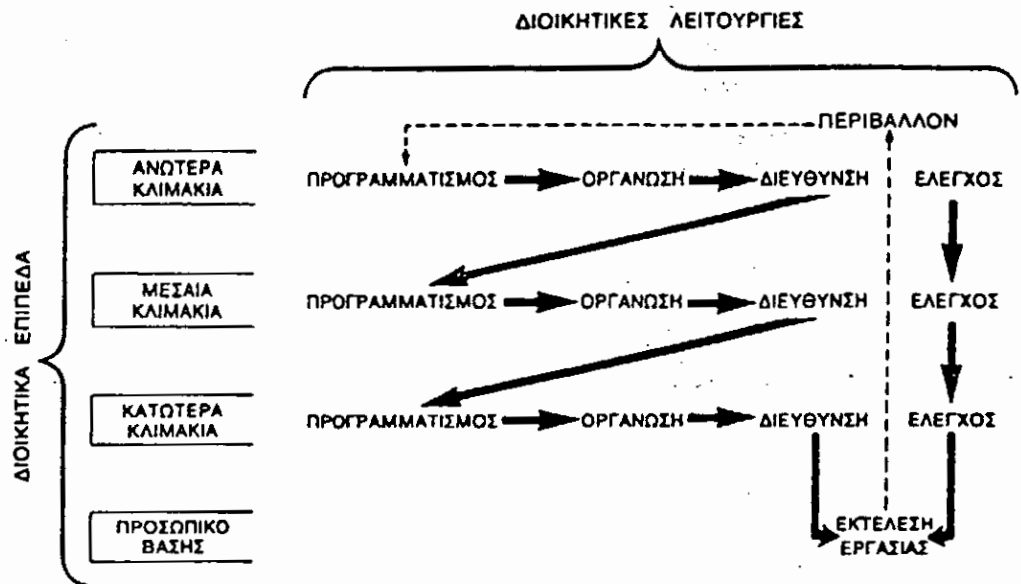 ΔΙΟΙΚΗΤΙΚΕΣ ΛΕΙΤΟΥΡΓΙΕΣ
ΠΕΡΙΒΑΛΛΟΝ
ΔΙΟΙΚΗΤΙΚΑ ΕΠΙΠΕΔΑ
ΑΝΩΤΕΡΑ
ΚΛΙΜΑΚΙΑ
ΠΡΟΓΡΑΜΜΑΤΙΣΜΟΣ ΟΡΓΑΝΩΣΗ ΔΙΕΥΘΥΝΣΗ ΕΛΕΓΧΟΣ
ΜΕΣΑΙΑ
ΚΛΙΜΑΚΙΑ
ΠΡΟΓΡΑΜΜΑΤΙΣΜΟΣ ΟΡΓΑΝΩΣΗ ΔΙΕΥΘΥΝΣΗ ΕΛΕΓΧΟΣ
ΚΑΤΩΤΕΡΑ
ΚΛΙΜΑΚΙΑ
ΠΡΟΓΡΑΜΜΑΤΙΣΜΟΣ ΟΡΓΑΝΩΣΗ ΔΙΕΥΘΥΝΣΗ ΕΛΕΓΧΟΣ
ΠΡΟΣΩΠΙΚΟ
ΒΑΣΗΣ
ΕΚΤΕΛΕΣΗ
ΕΡΓΑΣΙΑΣ